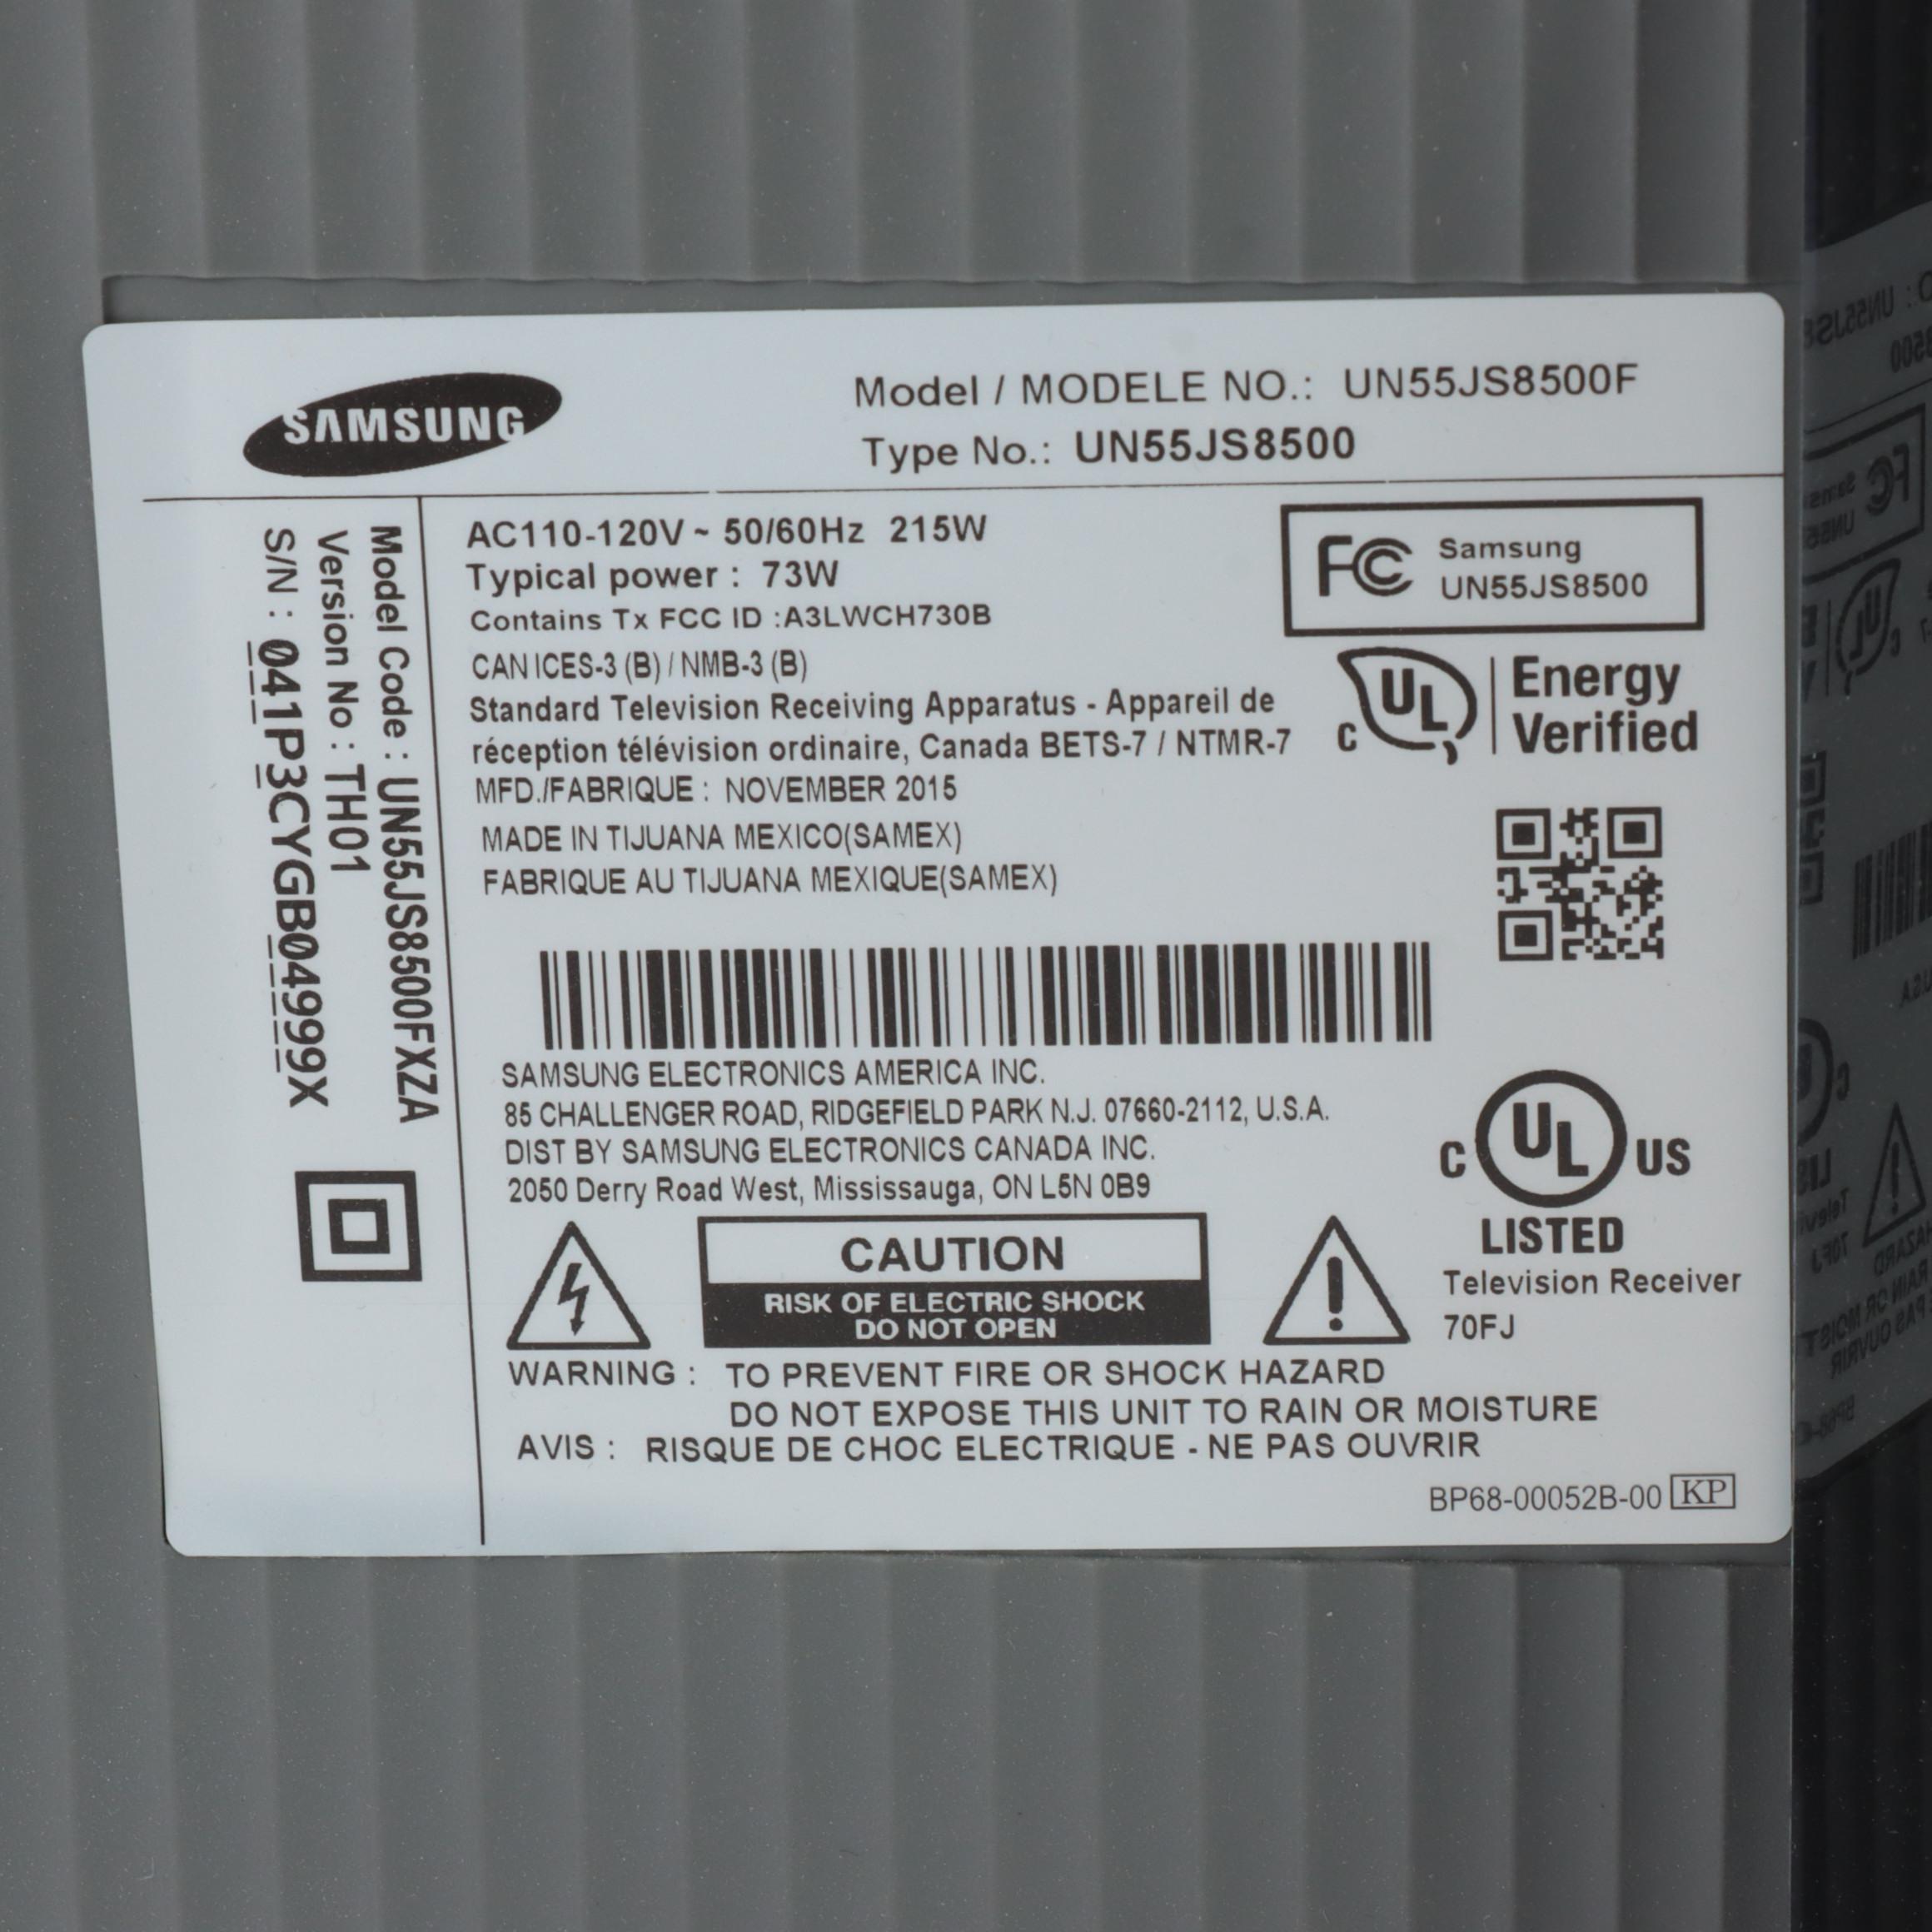 SAMSUNG
Model / MODELE NO.: UN55JS8500F
Type No.: UN55JS8500
Model Code : UN55JS8500FXZA
Version No : TH01
S/N : 041P3CYGB04999X
AC110-120V ~ 50/60Hz 215W
Typical power : 73W
Contains Tx FCC ID :A3LWCH730B
CAN ICES-3 (B) / NMB-3 (B)
Standard Television Receiving Apparatus - Appareil de
réception télévision ordinaire, Canada BETS-7 / NTMR-7
MFD./FABRIQUE : NOVEMBER 2015
MADE IN TIJUANA MEXICO(SAMEX)
FABRIQUE AU TIJUANA MEXIQUE(SAMEX)
FC Samsung
UN55JS8500
C UL Energy
Verified
SAMSUNG ELECTRONICS AMERICA INC.
85 CHALLENGER ROAD, RIDGEFIELD PARK N.J. 07660-2112, U.S.A.
DIST BY SAMSUNG ELECTRONICS CANADA INC.
2050 Derry Road West, Mississauga, ON L5N 0B9
C UL US
LISTED
Television Receiver
70FJ
CAUTION
RISK OF ELECTRIC SHOCK
DO NOT OPEN
WARNING : TO PREVENT FIRE OR SHOCK HAZARD
DO NOT EXPOSE THIS UNIT TO RAIN OR MOISTURE
AVIS : RISQUE DE CHOC ELECTRIQUE - NE PAS OUVRIR
BP68-00052B-00 KP